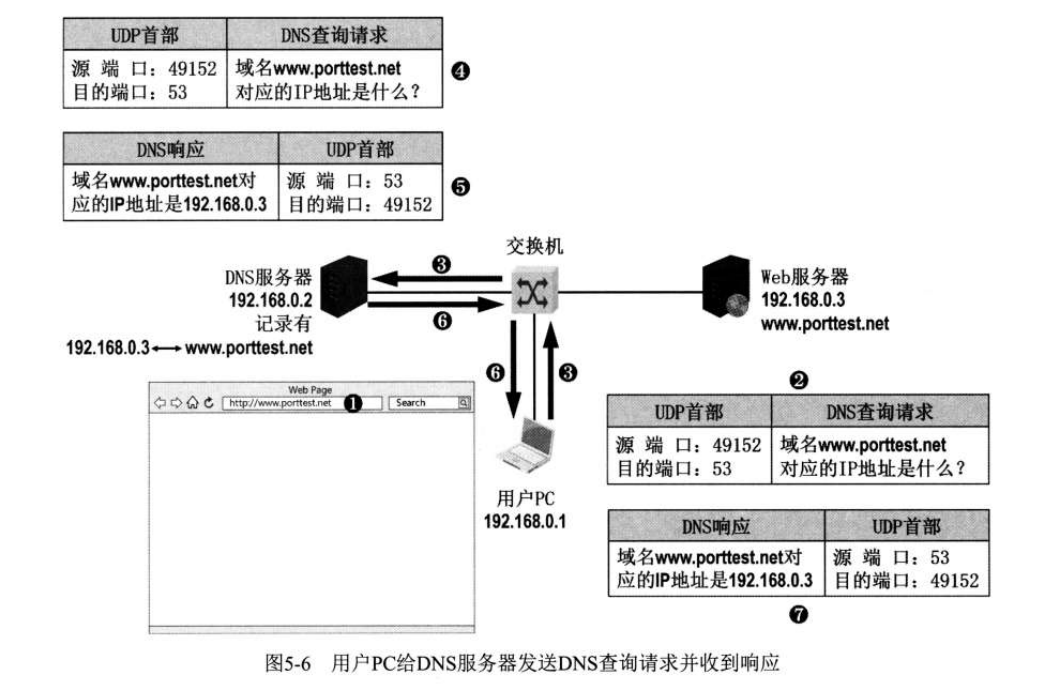 UDP首部 DNS查询请求
源 端 口：49152 域名www.porttest.net
目的端口：53 对应的IP地址是什么？
❹
DNS响应 UDP首部
域名www.porttest.net对 源 端 口：53
应的IP地址是192.168.0.3 目的端口：49152
❺
交换机
❸
DNS服务器
192.168.0.2
记录有
192.168.0.3⟷www.porttest.net
❻
Web服务器
192.168.0.3
www.porttest.net
❻
❸
Web Page
http://www.porttest.net ❶ Search
用户PC
192.168.0.1
❷
UDP首部 DNS查询请求
源 端 口：49152 域名www.porttest.net
目的端口：53 对应的IP地址是什么？
DNS响应 UDP首部
域名www.porttest.net对 源 端 口：53
应的IP地址是192.168.0.3 目的端口：49152
❼
图5-6 用户PC给DNS服务器发送DNS查询请求并收到响应